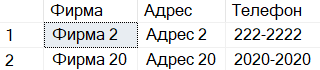 Фирма Адрес Телефон
1 Фирма 2 Адрес 2 222-2222
2 Фирма 20 Адрес 20 2020-2020